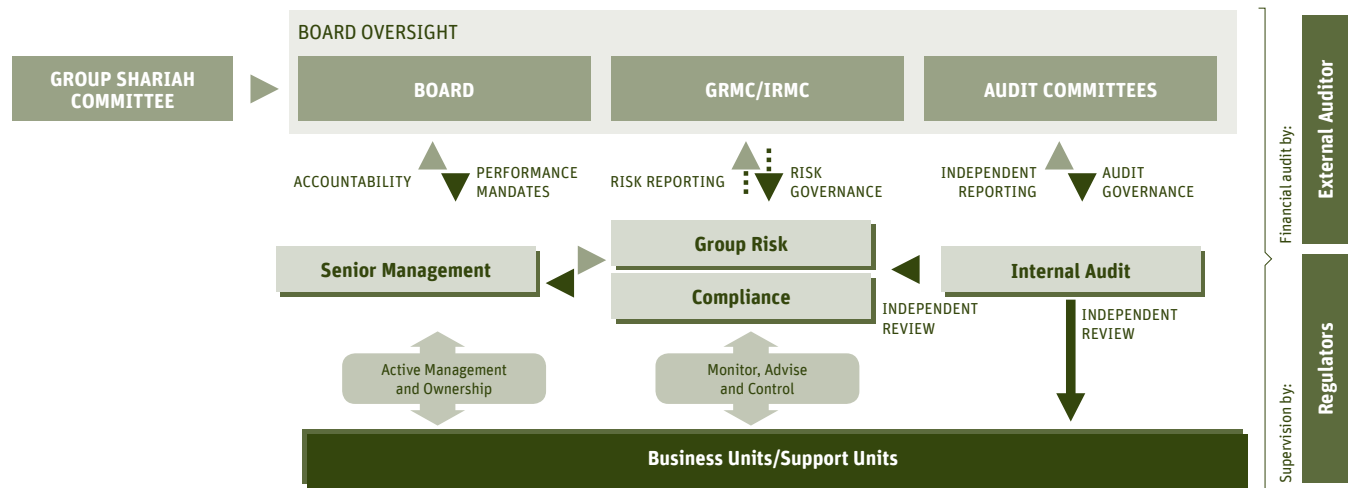 BOARD OVERSIGHT
GROUP SHARIAH
COMMITTEE
BOARD
GRMC/IRMC
AUDIT COMMITTEES
ACCOUNTABILITY
PERFORMANCE
MANDATES
RISK REPORTING
RISK
GOVERNANCE
INDEPENDENT
REPORTING
AUDIT
GOVERNANCE
Senior Management
Group Risk
Compliance
Internal Audit
INDEPENDENT
REVIEW
INDEPENDENT
REVIEW
Active Management
and Ownership
Monitor, Advise
and Control
Business Units/Support Units
Financial audit by:
External Auditor
Supervision by:
Regulators